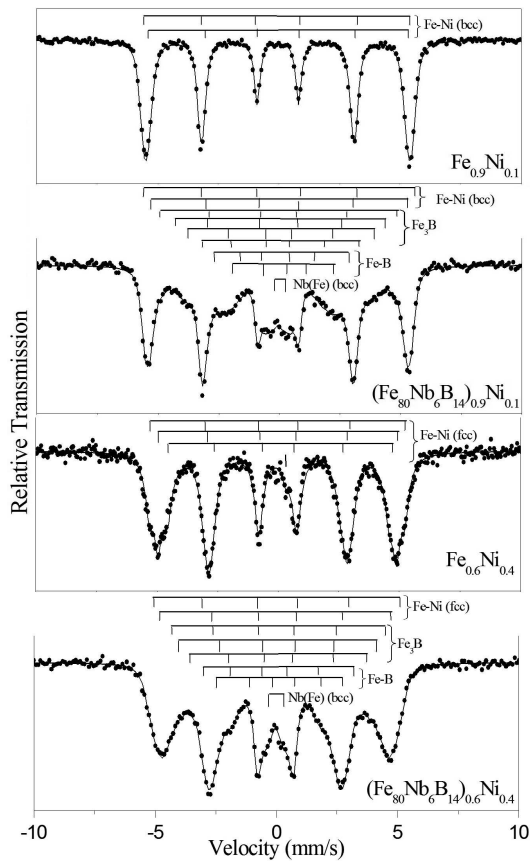 Fe-Ni (bcc)
Fe0.9Ni0.1
Fe-Ni (bcc)
Fe3B
Fe-B
Nb(Fe) (bcc)
(Fe80Nb6B14)0.9Ni0.1
Fe-Ni (fcc)
Fe0.6Ni0.4
Fe-Ni (fcc)
Fe3B
Fe-B
Nb(Fe) (bcc)
(Fe80Nb6B14)0.6Ni0.4
Relative Transmission
-10 -5 0 5 10
Velocity (mm/s)